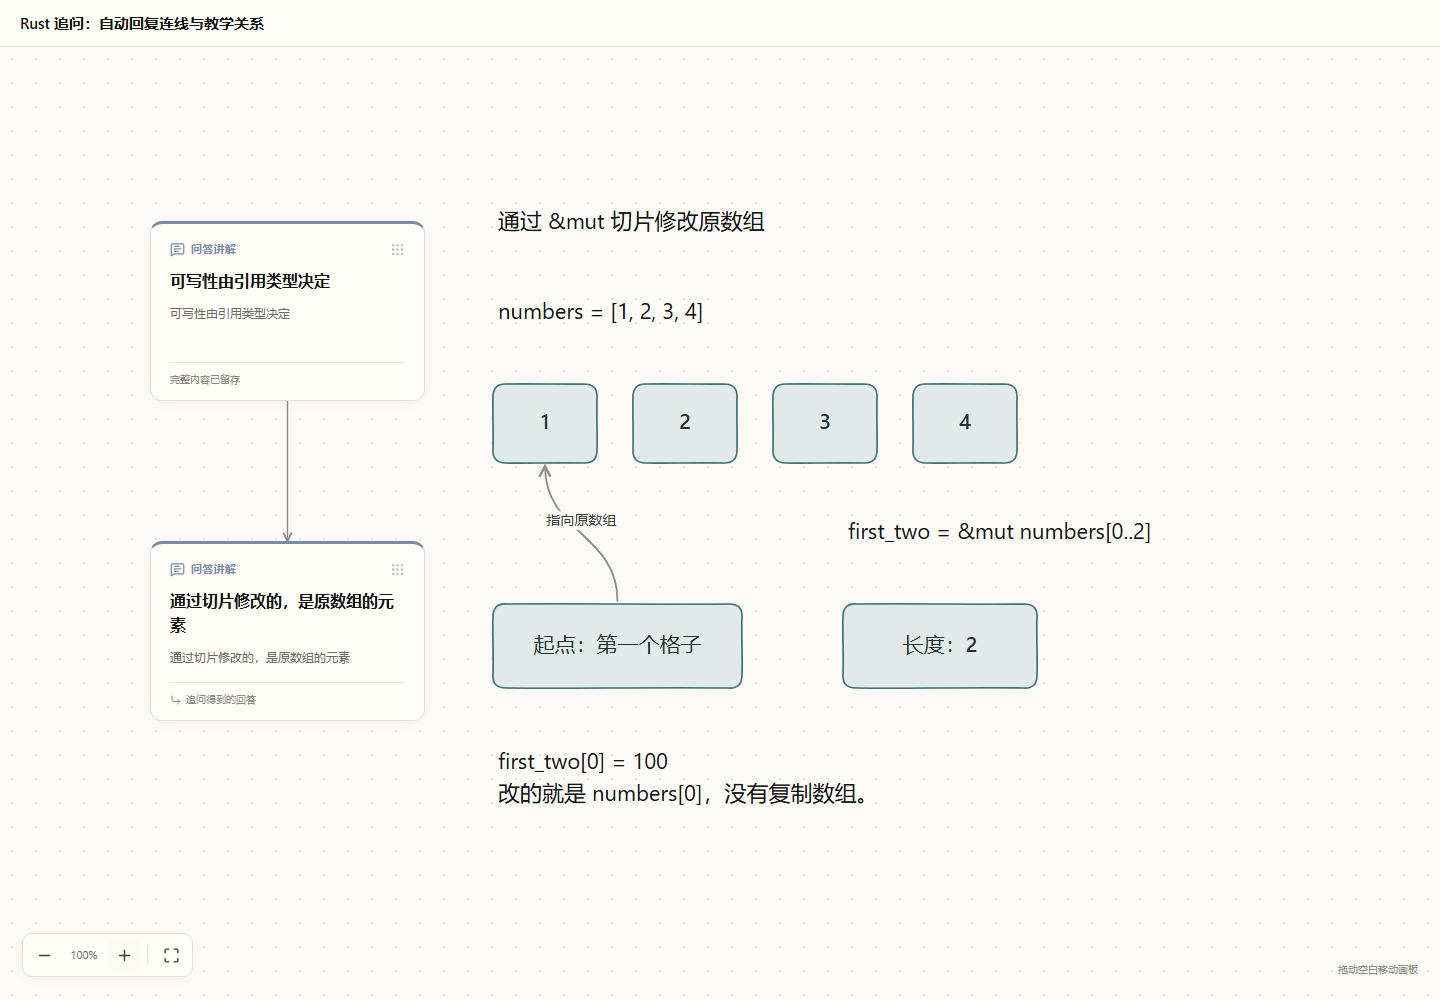 Rust 追问：自动回复连线与教学关系
问答讲解
可写性由引用类型决定
可写性由引用类型决定
完整内容已留存
问答讲解
通过切片修改的，是原数组的元
素
通过切片修改的，是原数组的元素
追问得到的回答
通过 &mut 切片修改原数组
numbers = [1, 2, 3, 4]
1
2
3
4
指向原数组
first_two = &mut numbers[0..2]
起点：第一个格子
长度：2
first_two[0] = 100
改的就是 numbers[0]，没有复制数组。
100%
拖动空白移动画板